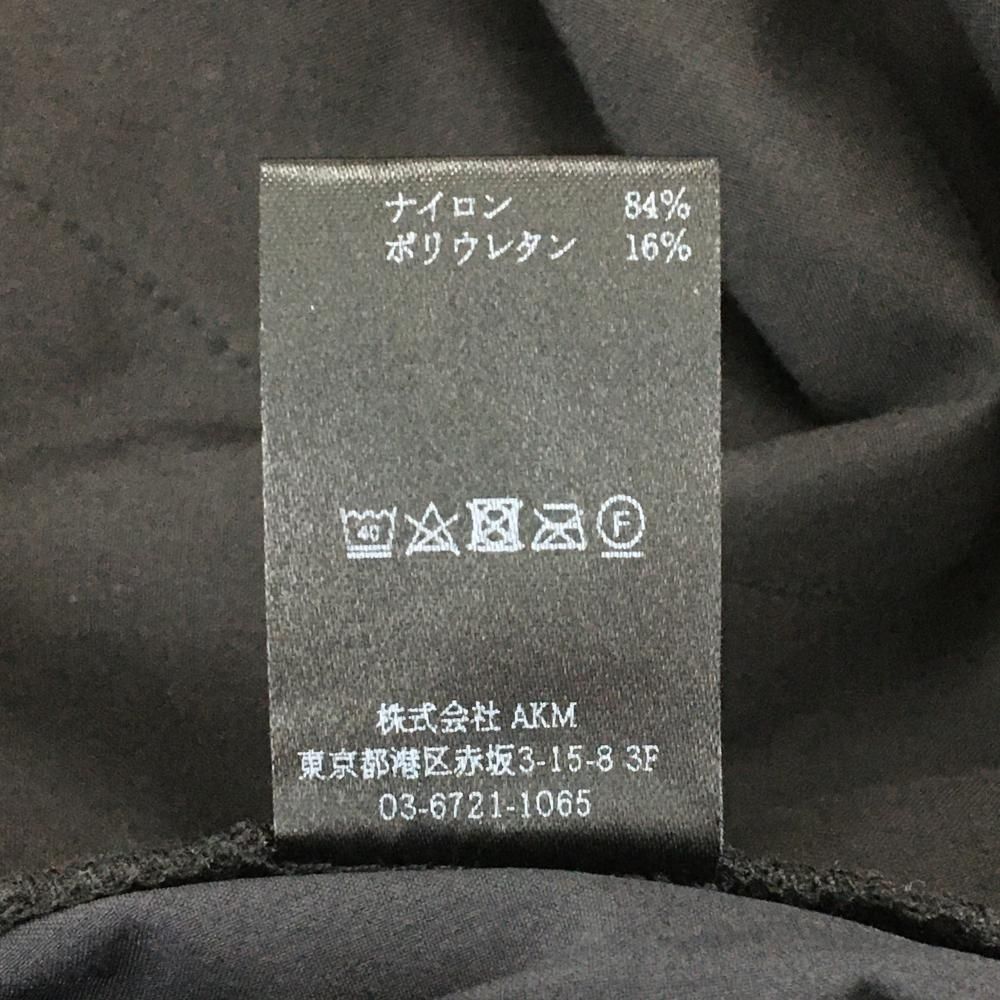 ナイロン 84%
ポリウレタン 16%
40 F
株式会社 AKM
東京都港区赤坂3-15-8 3F
03-6721-1065